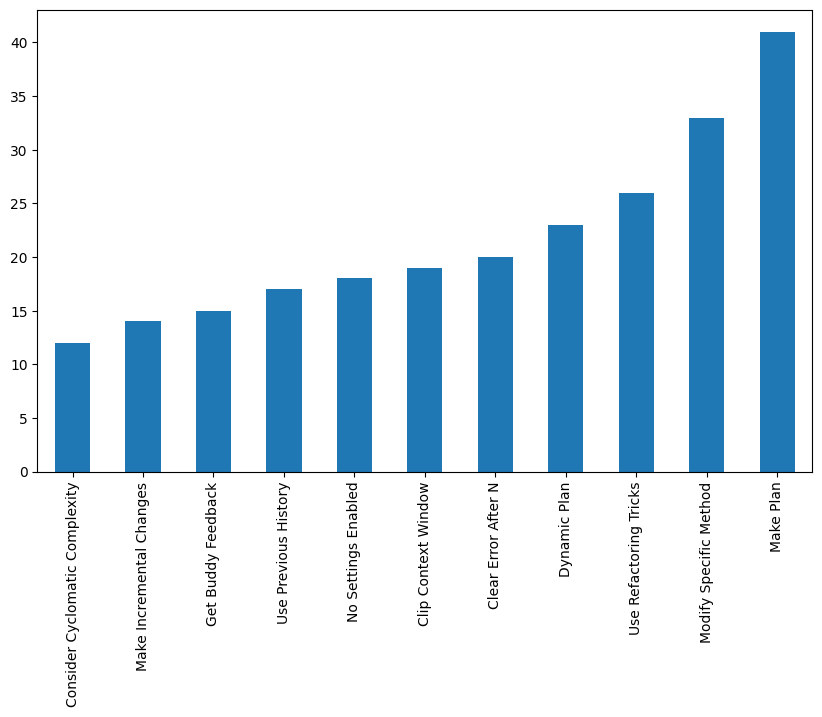 40
35
30
25
20
15
10
5
0
Consider Cyclomatic Complexity
Make Incremental Changes
Get Buddy Feedback
Use Previous History
No Settings Enabled
Clip Context Window
Clear Error After N
Dynamic Plan
Use Refactoring Tricks
Modify Specific Method
Make Plan